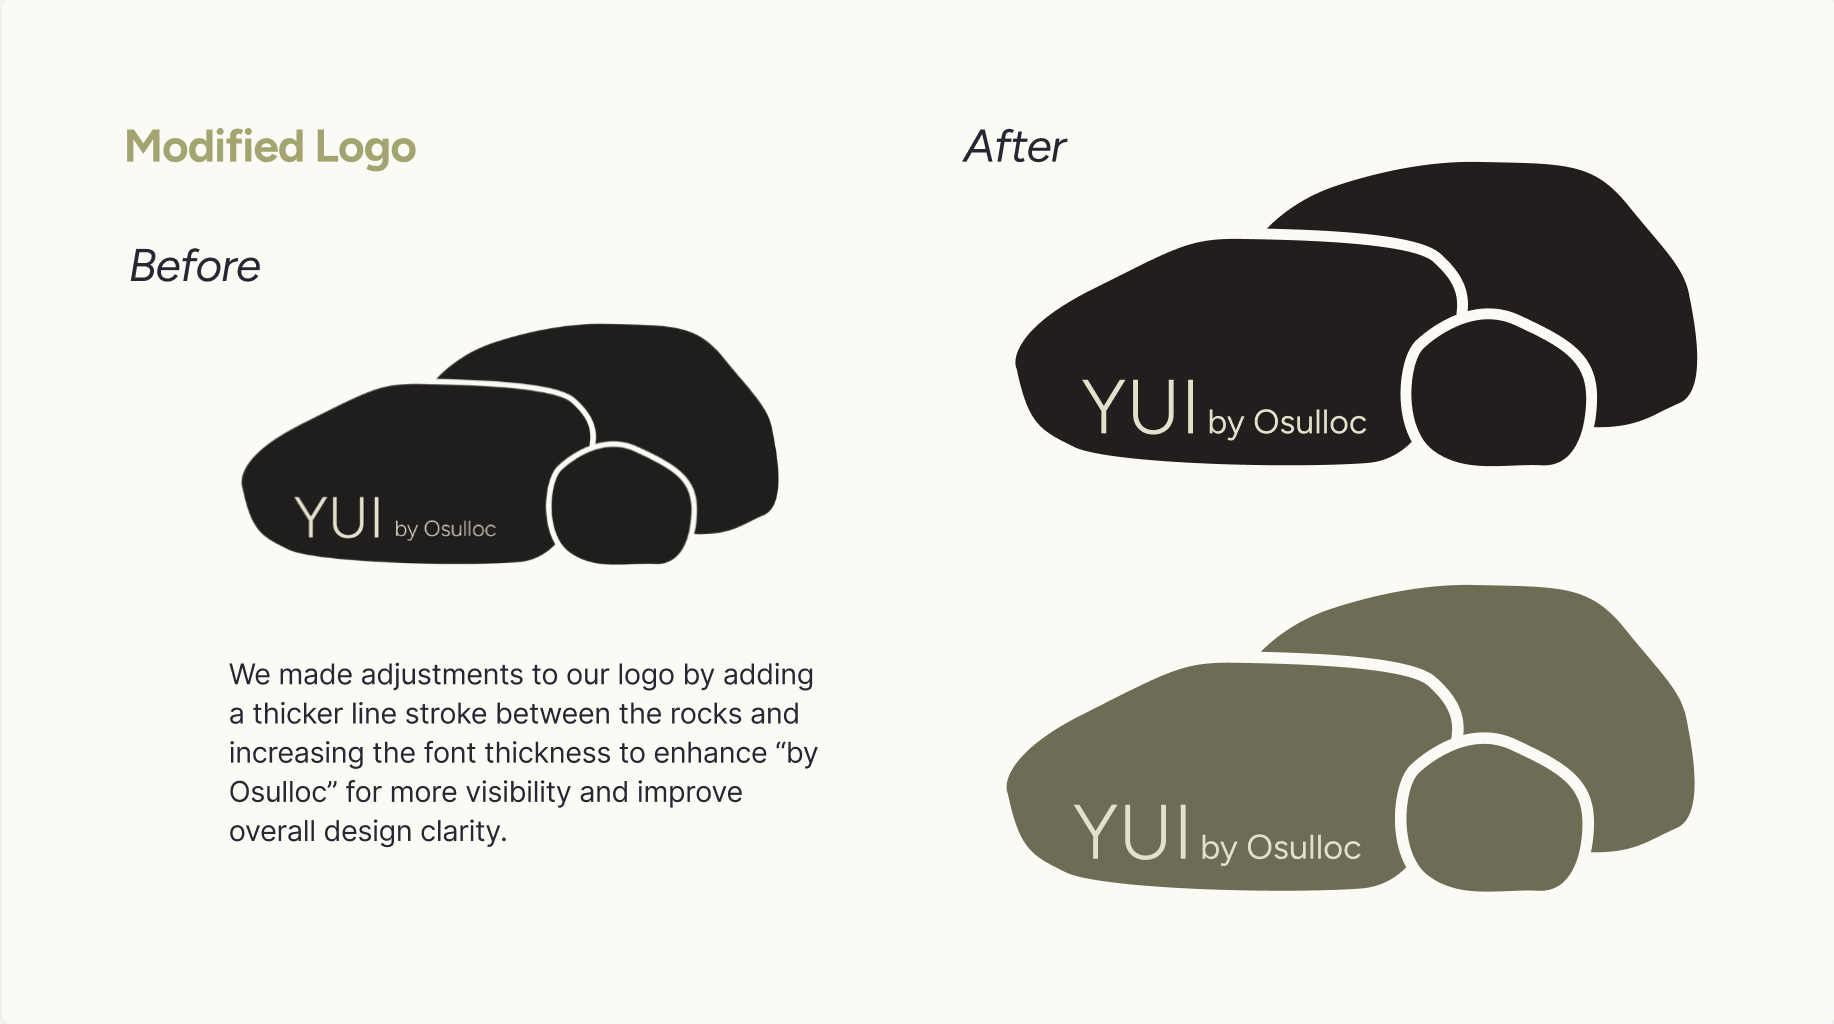 Modified Logo
Before
YUI by Osulloc
We made adjustments to our logo by adding
a thicker line stroke between the rocks and
increasing the font thickness to enhance “by
Osulloc” for more visibility and improve
overall design clarity.
After
YUI by Osulloc
YUI by Osulloc